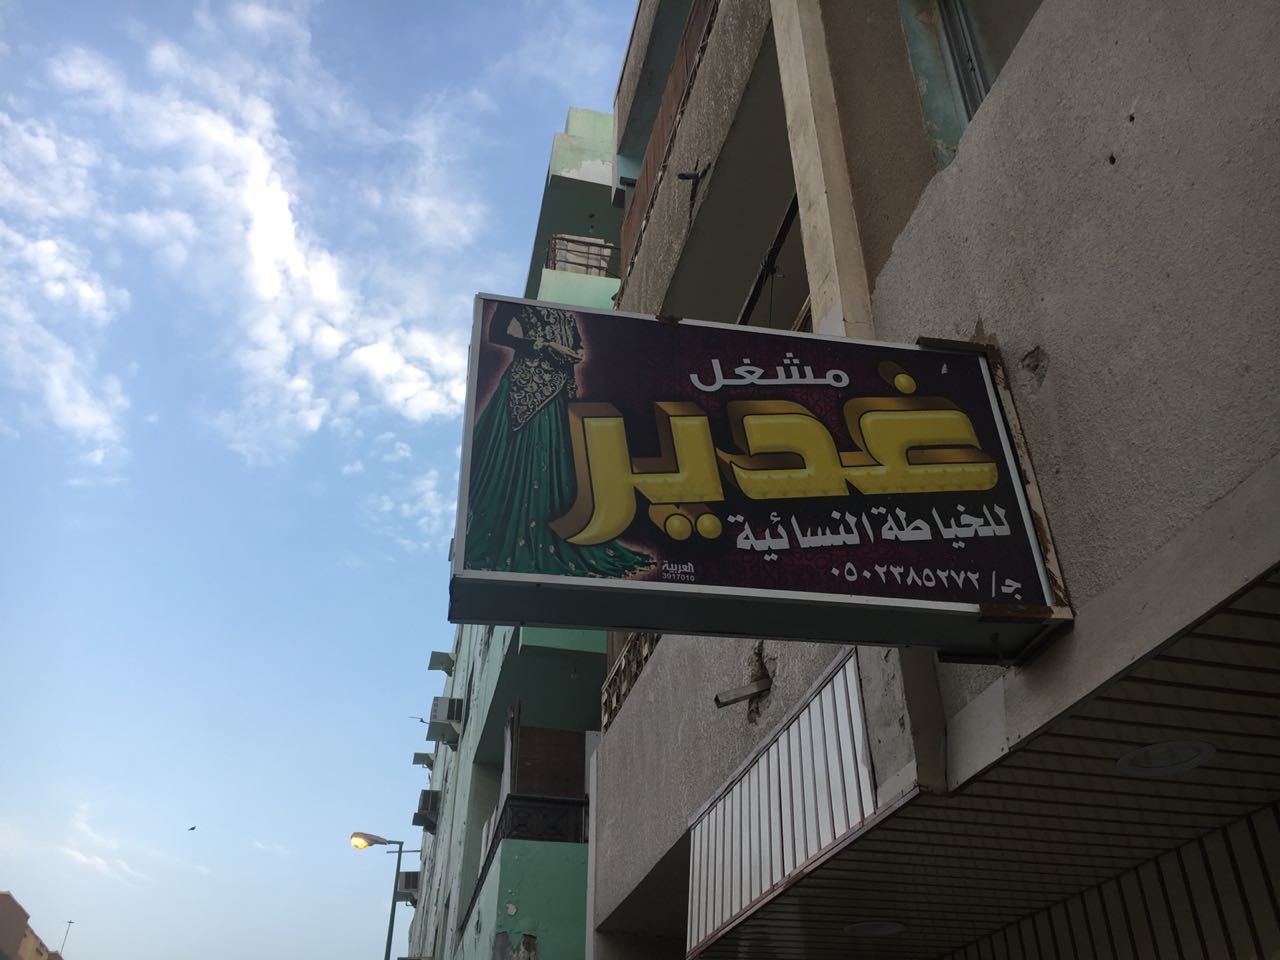 مشغل
غدير
للخياطة النسائية
ج/ ٠٥٠٢٣٨٥٢٧٢
العربية
3917010